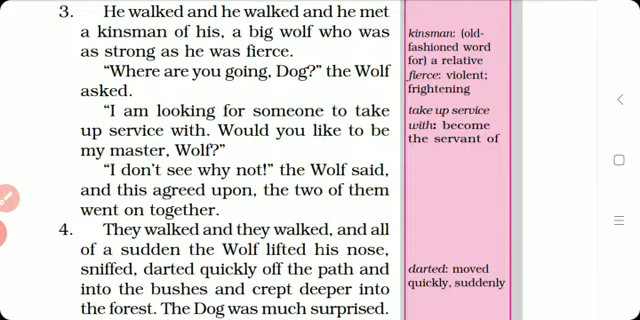 3. He walked and he walked and he met
a kinsman of his, a big wolf who was
as strong as he was fierce.
“Where are you going, Dog?” the Wolf
asked.
“I am looking for someone to take
up service with. Would you like to be
my master, Wolf?”
“I don’t see why not!” the Wolf said,
and this agreed upon, the two of them
went on together.
4. They walked and they walked, and all
of a sudden the Wolf lifted his nose,
sniffed, darted quickly off the path and
into the bushes and crept deeper into
the forest. The Dog was much surprised.
kinsman: (old-
fashioned word
for) a relative
fierce: violent;
frightening
take up service
with: become
the servant of
darted: moved
quickly, suddenly